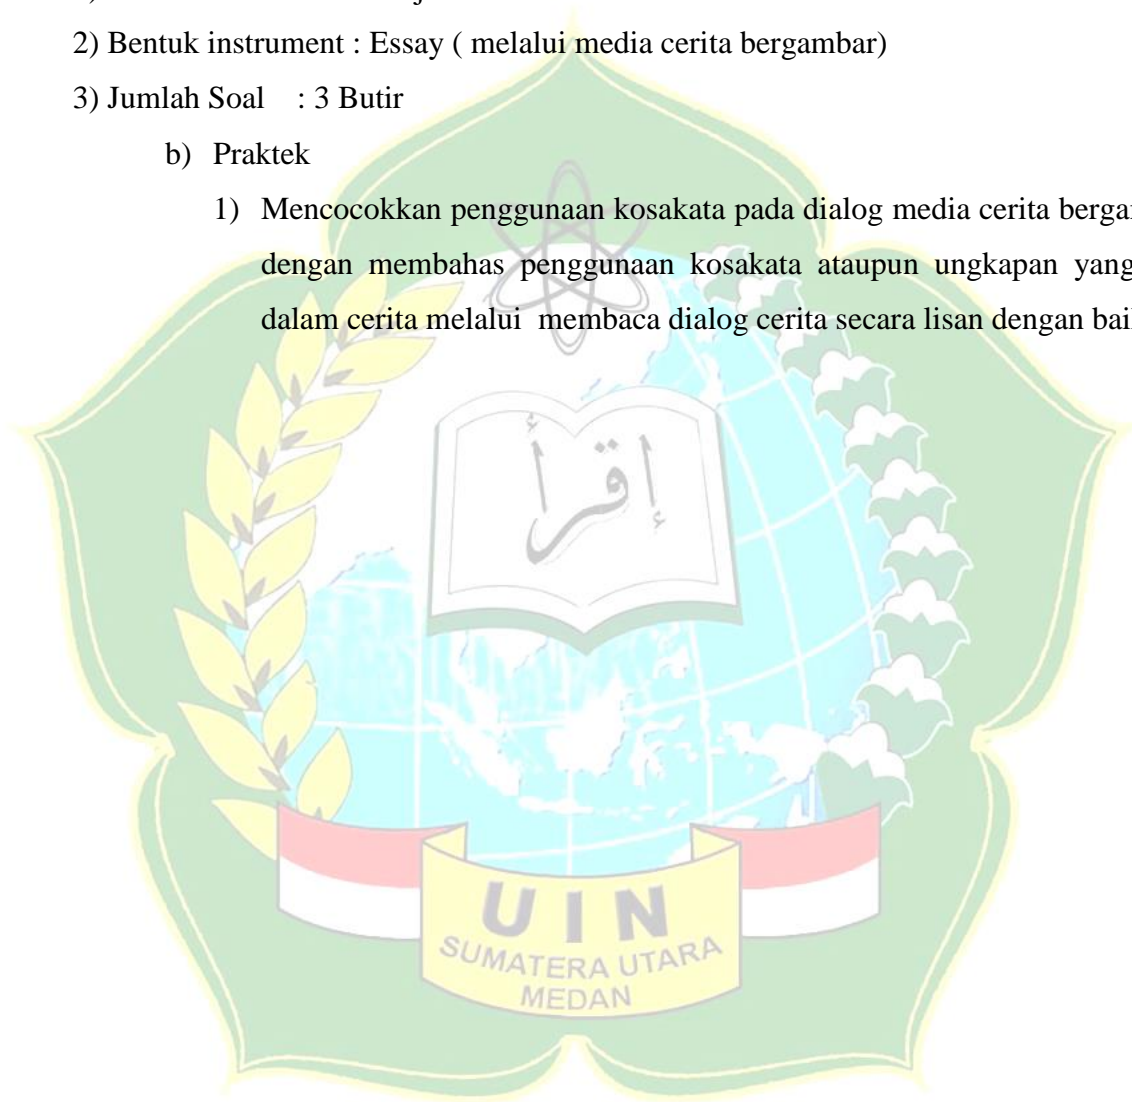 2) Bentuk instrument : Essay ( melalui media cerita bergambar)
3) Jumlah Soal : 3 Butir
b) Praktek
1) Mencocokkan penggunaan kosakata pada dialog media cerita
dengan membahas penggunaan kosakata ataupun ungkapan yang
dalam cerita melalui membaca dialog cerita secara lisan dengan
إقرأ
UIN
SUMATERA UTARA
MEDAN